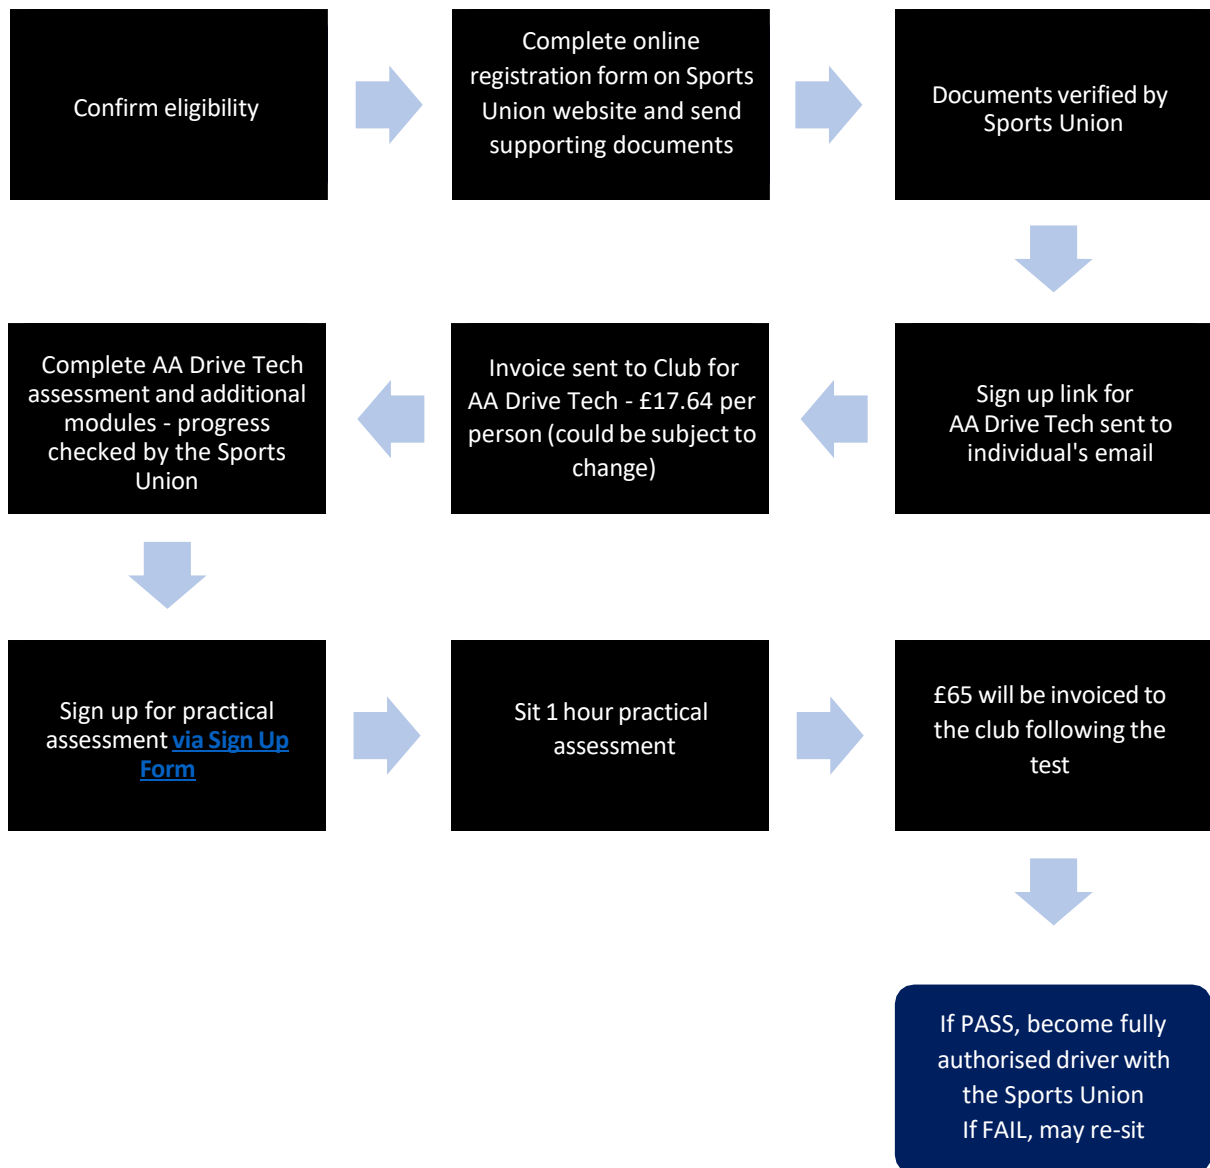 Confirm eligibility
Complete online
registration form on Sports
Union website and send
supporting documents
Documents verified by
Sports Union
Sign up link for
AA Drive Tech sent to
individual's email
Invoice sent to Club for
AA Drive Tech - £17.64 per
person (could be subject to
change)
Complete AA Drive Tech
assessment and additional
modules - progress
checked by the Sports
Union
Sign up for practical
assessment via Sign Up
Form
Sit 1 hour practical
assessment
£65 will be invoiced to
the club following the
test
If PASS, become fully
authorised driver with
the Sports Union
If FAIL, may re-sit